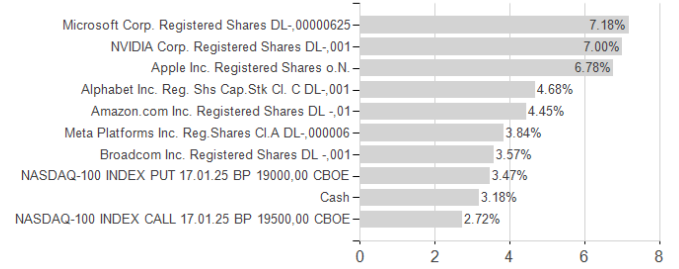 Microsoft Corp. Registered Shares DL-,00000625 7.18%
NVIDIA Corp. Registered Shares DL-,001 7.00%
Apple Inc. Registered Shares o.N. 6.78%
Alphabet Inc. Reg. Shs Cap.Stk Cl. C DL-,001 4.68%
Amazon.com Inc. Registered Shares DL -,01 4.45%
Meta Platforms Inc. Reg.Shares Cl.A DL-,000006 3.84%
Broadcom Inc. Registered Shares DL -,001 3.57%
NASDAQ-100 INDEX PUT 17.01.25 BP 19000,00 CBOE 3.47%
Cash 3.18%
NASDAQ-100 INDEX CALL 17.01.25 BP 19500,00 CBOE 2.72%
0 2 4 6 8